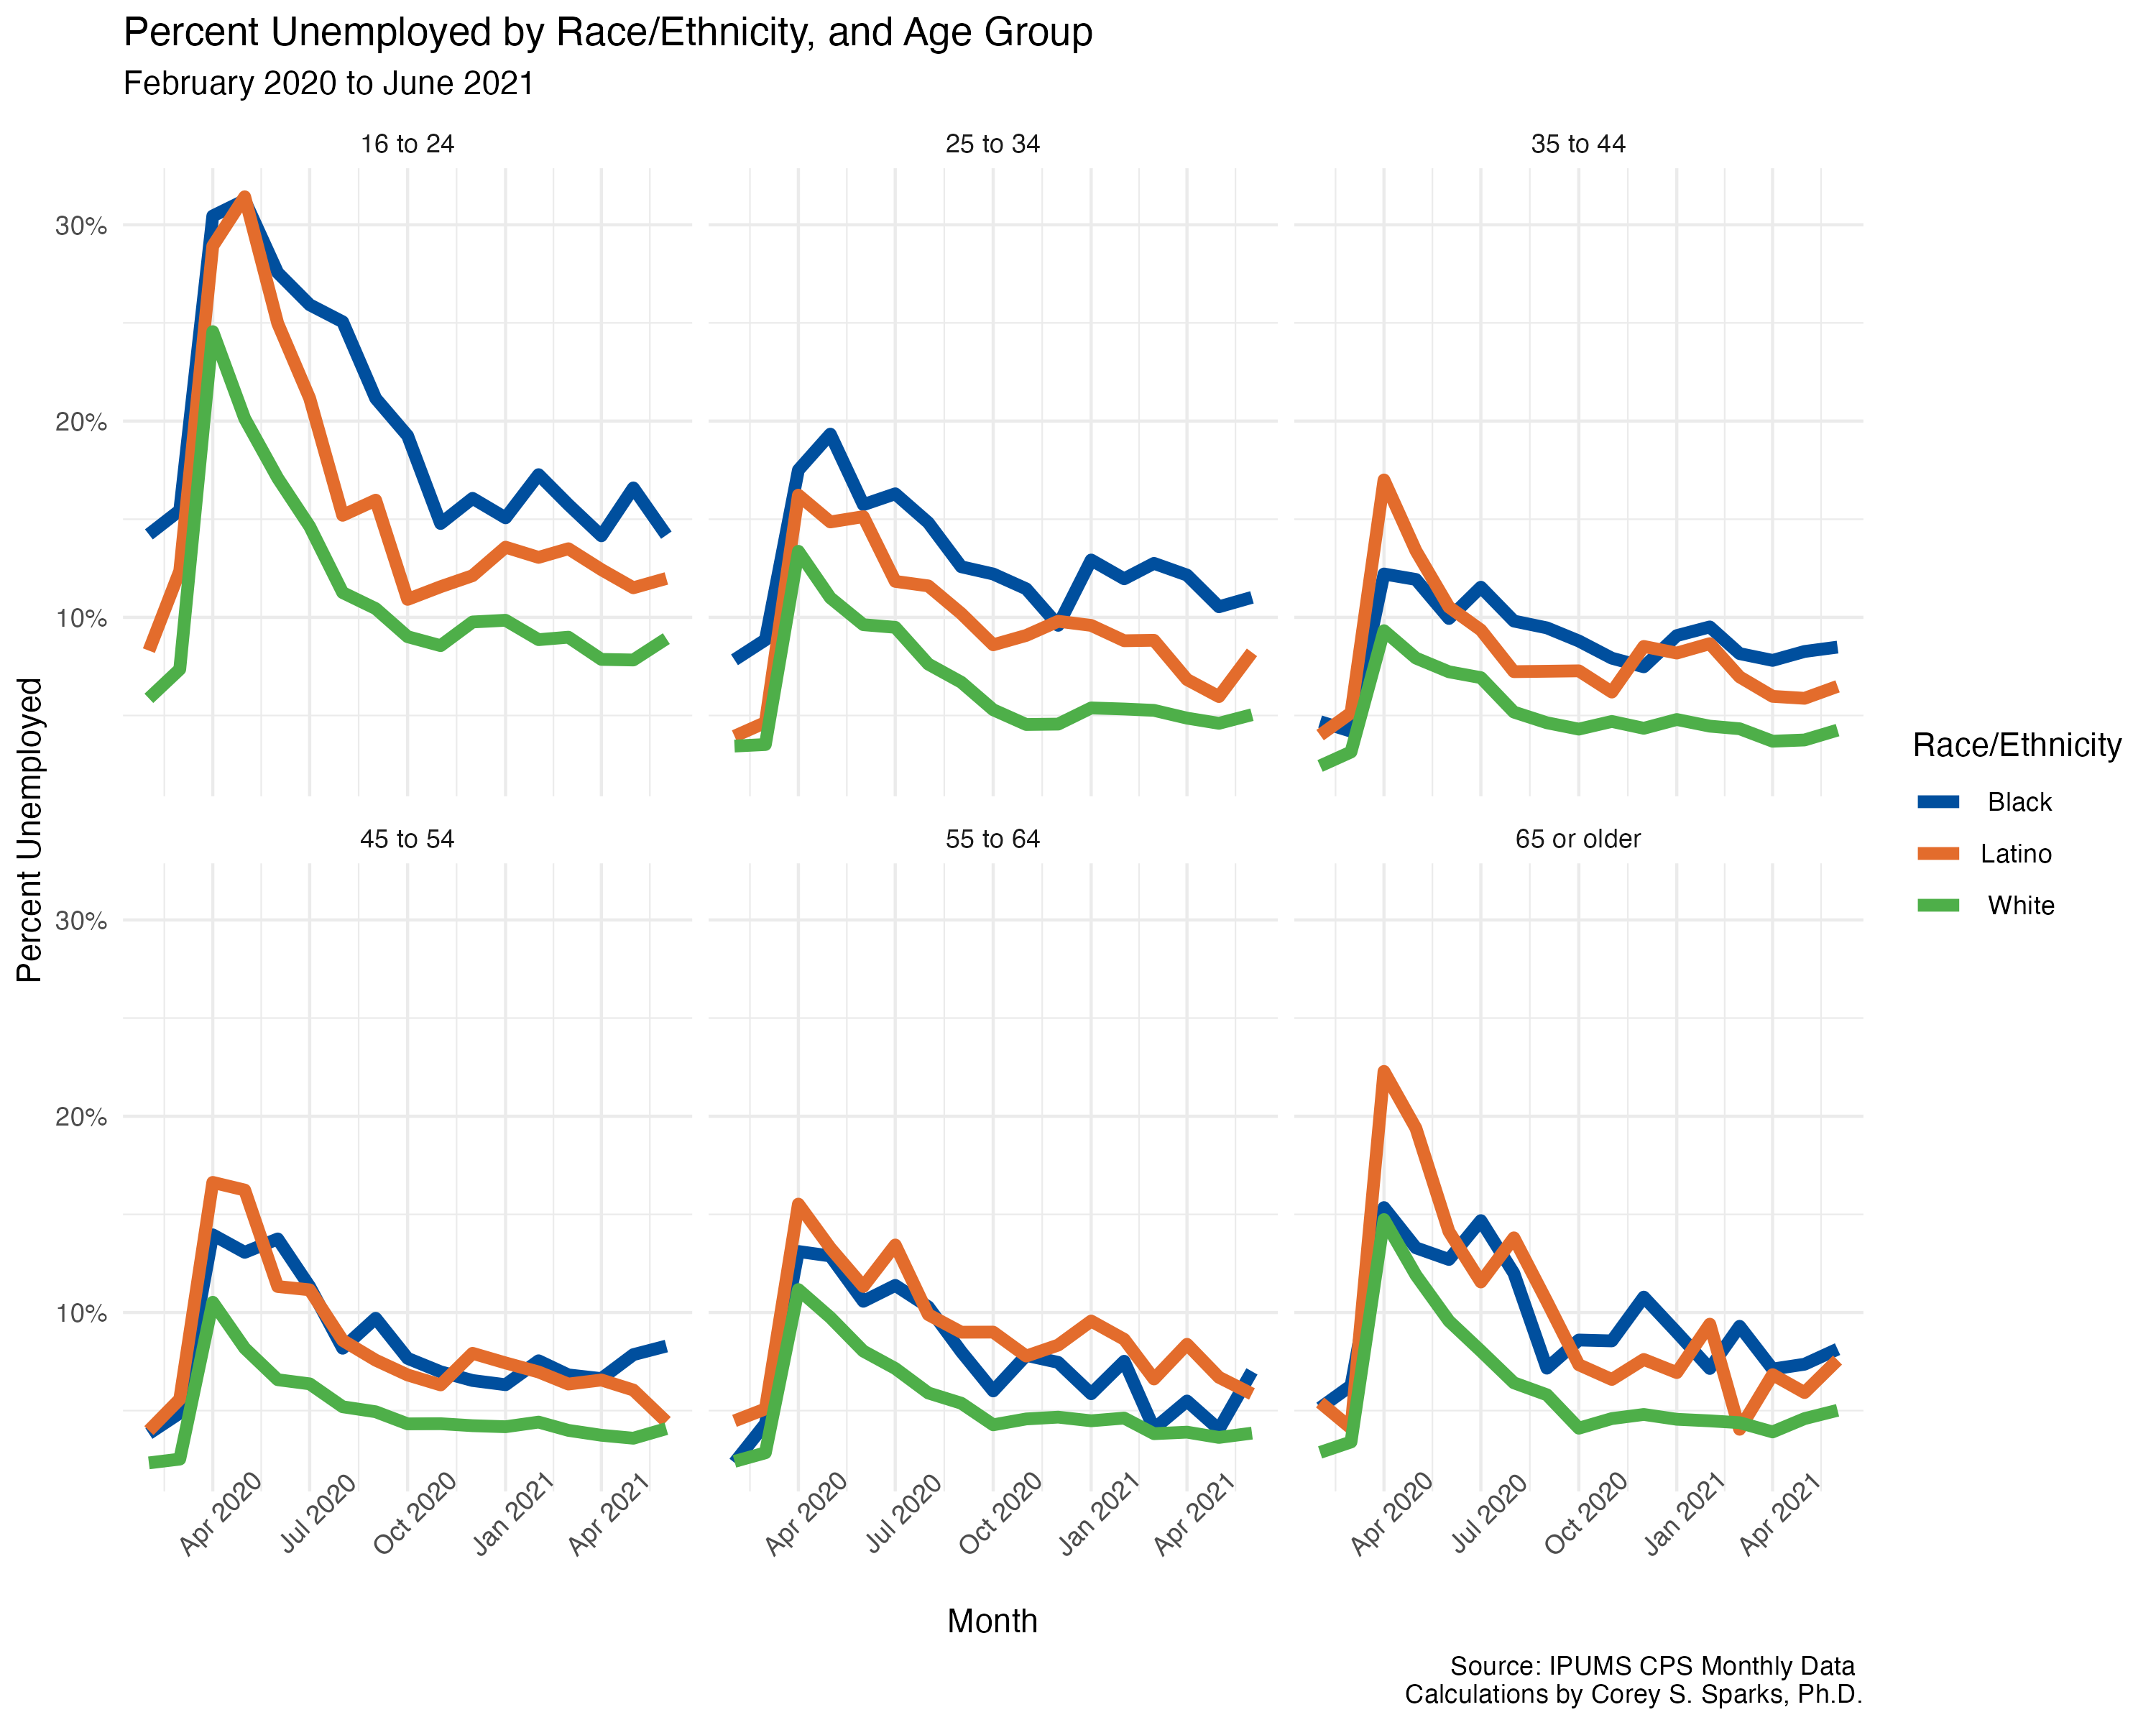 Percent Unemployed by Race/Ethnicity, and Age Group
February 2020 to June 2021
16 to 24
25 to 34
35 to 44
30%
20%
10%
45 to 54
55 to 64
65 or older
30%
20%
10%
Percent Unemployed
Apr 2020
Jul 2020
Oct 2020
Jan 2021
Apr 2021
Apr 2020
Jul 2020
Oct 2020
Jan 2021
Apr 2021
Apr 2020
Jul 2020
Oct 2020
Jan 2021
Apr 2021
Month
Race/Ethnicity
Black
Latino
White
Source: IPUMS CPS Monthly Data
Calculations by Corey S. Sparks, Ph.D.